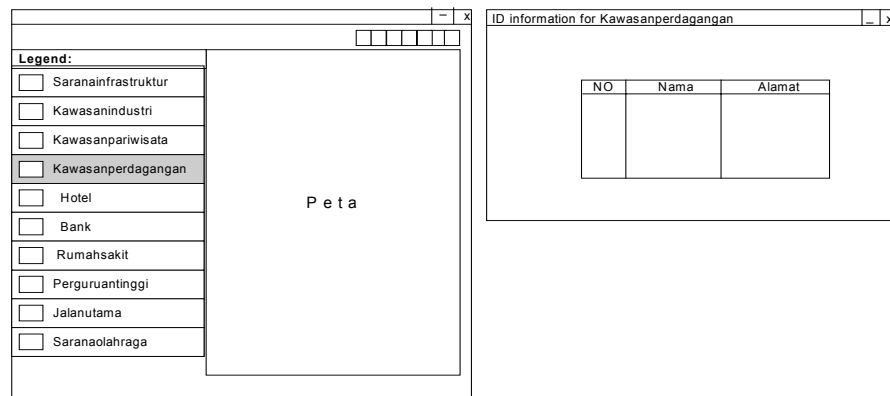 – x
Legend:
Saranainfrastruktur
Kawasanindustri
Kawasanpariwisata
Kawasanperdagangan
Hotel
Bank
Rumahsakit
Perguruantinggi
Jalanutama
Saranaolahraga
P e t a
ID information for Kawasanperdagangan _ x
NO Nama Alamat